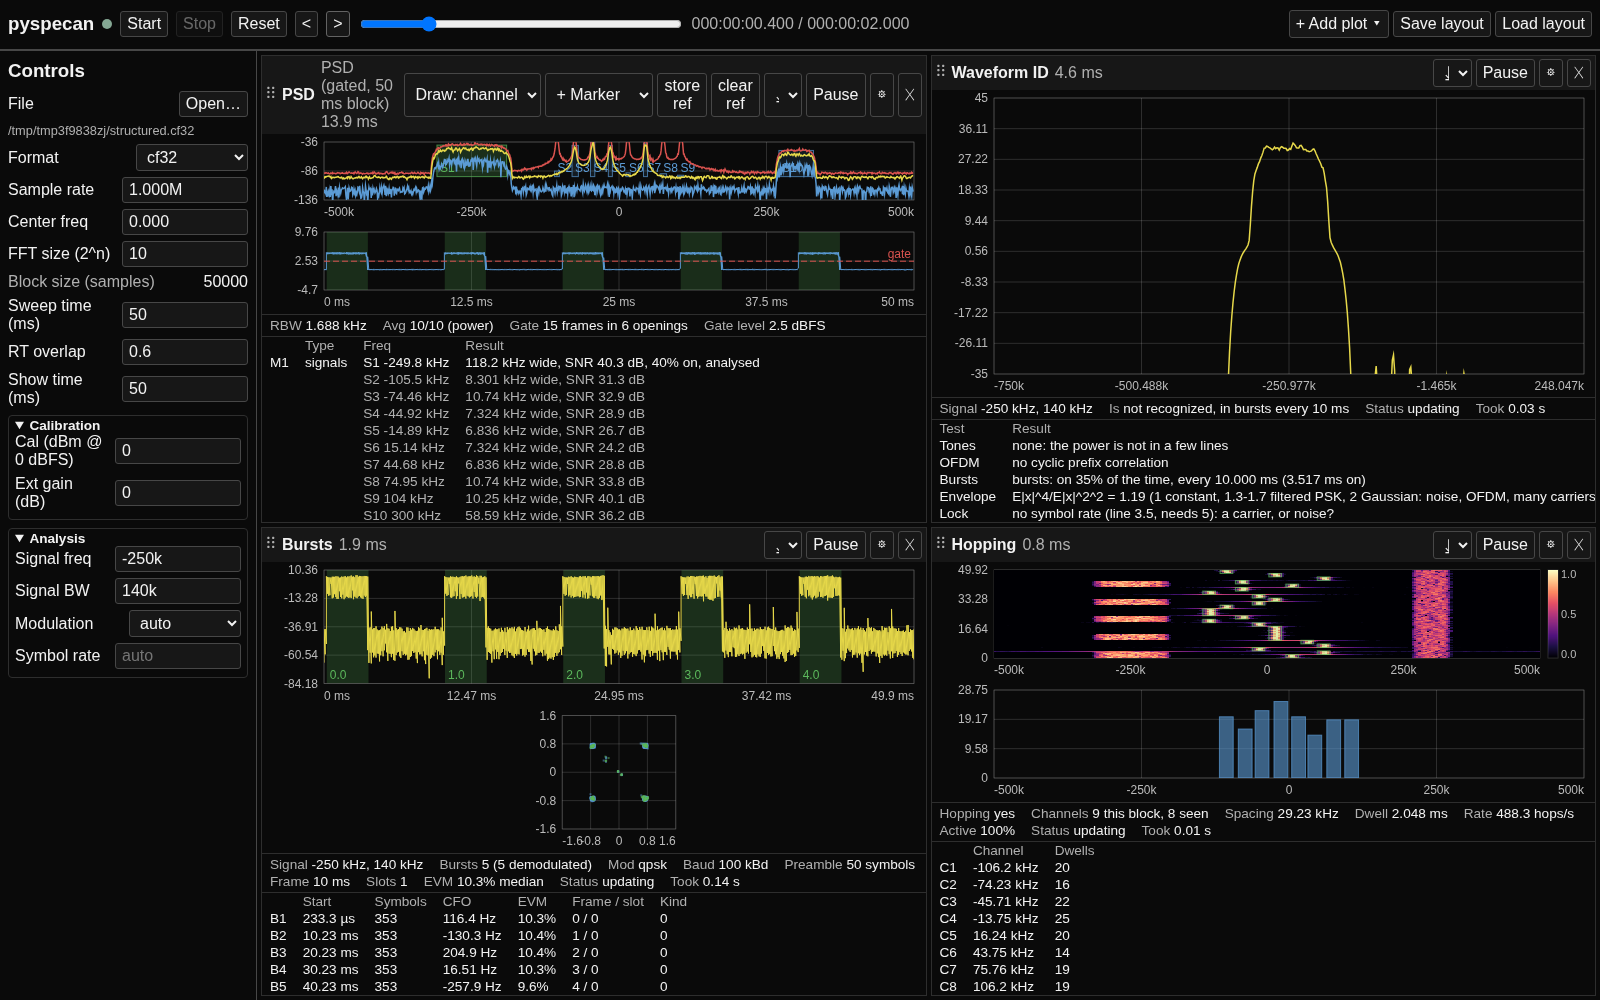 pyspecan Start Stop Reset < > 000:00:00.400 / 000:00:02.000 + Add plot Save layout Load layout
Controls
File Open…
/tmp/tmp3f9838zj/structured.cf32
Format cf32
Sample rate 1.000M
Center freq 0.000
FFT size (2^n) 10
Block size (samples) 50000
Sweep time (ms) 50
RT overlap 0.6
Show time (ms) 50
Calibration
Cal (dBm @ 0 dBFS) 0
Ext gain (dB) 0
Analysis
Signal freq -250k
Signal BW 140k
Modulation auto
Symbol rate auto
PSD PSD (gated, 50 ms block) 13.9 ms Draw: channel + Marker store ref clear ref Pause
-36
-86
-136
-500k -250k 0 250k 500k
9.76
2.53
-4.7
gate
0 ms 12.5 ms 25 ms 37.5 ms 50 ms
RBW 1.688 kHz Avg 10/10 (power) Gate 15 frames in 6 openings Gate level 2.5 dBFS
Type Freq Result
M1 signals S1 -249.8 kHz 118.2 kHz wide, SNR 40.3 dB, 40% on, analysed
S2 -105.5 kHz 8.301 kHz wide, SNR 31.3 dB
S3 -74.46 kHz 10.74 kHz wide, SNR 32.9 dB
S4 -44.92 kHz 7.324 kHz wide, SNR 28.9 dB
S5 -14.89 kHz 6.836 kHz wide, SNR 26.7 dB
S6 15.14 kHz 7.324 kHz wide, SNR 24.2 dB
S7 44.68 kHz 6.836 kHz wide, SNR 28.8 dB
S8 74.95 kHz 10.74 kHz wide, SNR 33.8 dB
S9 104 kHz 10.25 kHz wide, SNR 40.1 dB
S10 300 kHz 58.59 kHz wide, SNR 36.2 dB
Waveform ID 4.6 ms Pause
45
36.11
27.22
18.33
9.44
0.56
-8.33
-17.22
-26.11
-35
-750k -500.488k -250.977k -1.465k 248.047k
Signal -250 kHz, 140 kHz Is not recognized, in bursts every 10 ms Status updating Took 0.03 s
Test Result
Tones none: the power is not in a few lines
OFDM no cyclic prefix correlation
Bursts bursts: on 35% of the time, every 10.000 ms (3.517 ms on)
Envelope E|x|^4/E|x|^2^2 = 1.19 (1 constant, 1.3-1.7 filtered PSK, 2 Gaussian: noise, OFDM, many carriers
Lock no symbol rate (line 3.5, needs 5): a carrier, or noise?
Bursts 1.9 ms Pause
10.36
-13.28
-36.91
-60.54
-84.18
0.0 1.0 2.0 3.0 4.0
0 ms 12.47 ms 24.95 ms 37.42 ms 49.9 ms
1.6
0.8
0
-0.8
-1.6
-1.6 -0.8 0 0.8 1.6
Signal -250 kHz, 140 kHz Bursts 5 (5 demodulated) Mod qpsk Baud 100 kBd Preamble 50 symbols
Frame 10 ms Slots 1 EVM 10.3% median Status updating Took 0.14 s
Start Symbols CFO EVM Frame / slot Kind
B1 233.3 µs 353 116.4 Hz 10.3% 0 / 0 0
B2 10.23 ms 353 -130.3 Hz 10.4% 1 / 0 0
B3 20.23 ms 353 204.9 Hz 10.4% 2 / 0 0
B4 30.23 ms 353 16.51 Hz 10.3% 3 / 0 0
B5 40.23 ms 353 -257.9 Hz 9.6% 4 / 0 0
Hopping 0.8 ms Pause
49.92
33.28
16.64
0
1.0
0.5
0.0
-500k -250k 0 250k 500k
28.75
19.17
9.58
0
-500k -250k 0 250k 500k
Hopping yes Channels 9 this block, 8 seen Spacing 29.23 kHz Dwell 2.048 ms Rate 488.3 hops/s
Active 100% Status updating Took 0.01 s
Channel Dwells
C1 -106.2 kHz 20
C2 -74.23 kHz 16
C3 -45.71 kHz 22
C4 -13.75 kHz 25
C5 16.24 kHz 20
C6 43.75 kHz 14
C7 75.76 kHz 19
C8 106.2 kHz 19